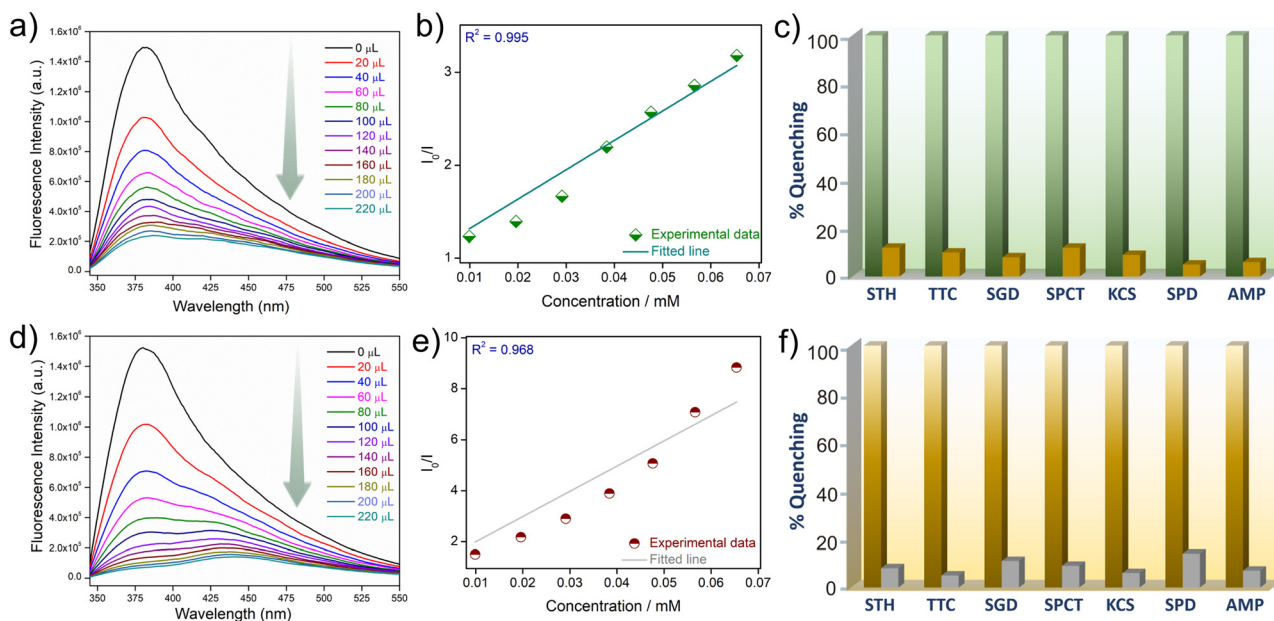 a)
Fluorescence Intensity (a.u.)
1.6x10⁶
1.4x10⁶
1.2x10⁶
1.0x10⁶
8.0x10⁵
6.0x10⁵
4.0x10⁵
2.0x10⁵
0.0
0 µL
20 µL
40 µL
60 µL
80 µL
100 µL
120 µL
140 µL
160 µL
180 µL
200 µL
220 µL
350 375 400 425 450 475 500 525 550
Wavelength (nm)
b)
R² = 0.995
I₀/I
3
2
1
Experimental data
Fitted line
0.01 0.02 0.03 0.04 0.05 0.06 0.07
Concentration / mM
c)
% Quenching
100
80
60
40
20
0
STH TTC SGD SPCT KCS SPD AMP
d)
Fluorescence Intensity (a.u.)
1.6x10⁶
1.4x10⁶
1.2x10⁶
1.0x10⁶
8.0x10⁵
6.0x10⁵
4.0x10⁵
2.0x10⁵
0.0
0 µL
20 µL
40 µL
60 µL
80 µL
100 µL
120 µL
140 µL
160 µL
180 µL
200 µL
220 µL
350 375 400 425 450 475 500 525 550
Wavelength (nm)
e)
R² = 0.968
I₀/I
10
8
6
4
2
Experimental data
Fitted line
0.01 0.02 0.03 0.04 0.05 0.06 0.07
Concentration / mM
f)
% Quenching
100
80
60
40
20
0
STH TTC SGD SPCT KCS SPD AMP